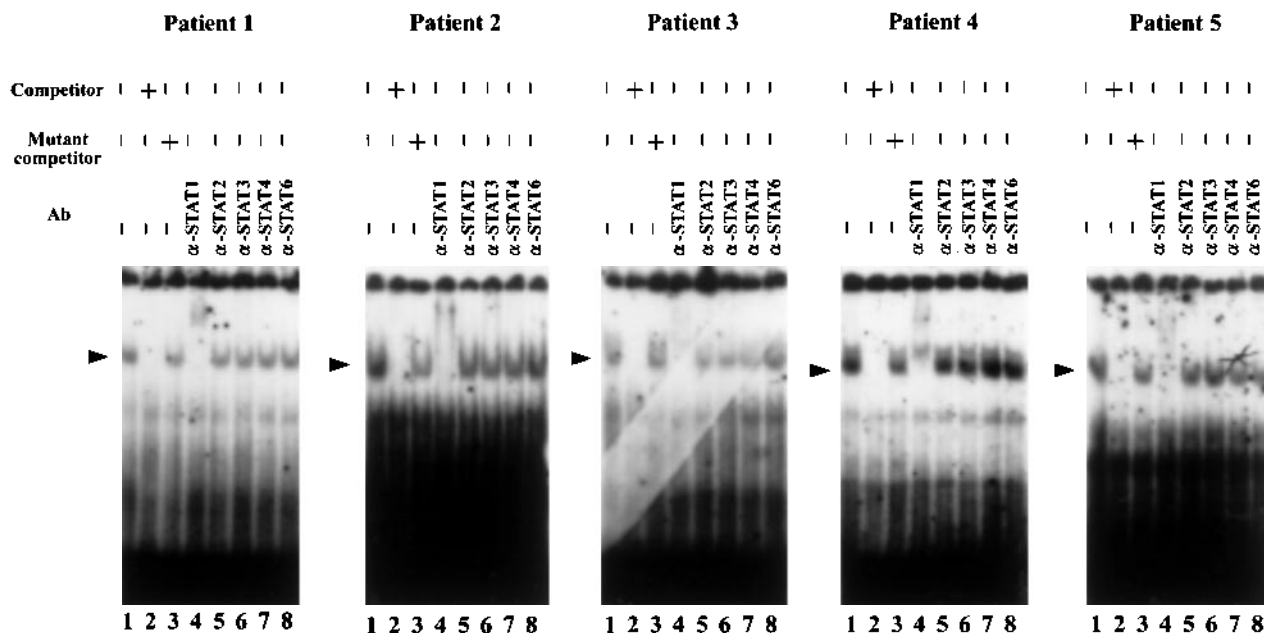 Patient 1 Patient 2 Patient 3 Patient 4 Patient 5
Competitor - + - - - - - - - + - - - - - - - + - - - - - - - + - - - - - - - + - - - - - -
Mutant - - + - - - - - - - + - - - - - - - + - - - - - - - + - - - - - - - + - - - - -
competitor
Ab - - - α-STAT1 α-STAT2 α-STAT3 α-STAT4 α-STAT6 - - - α-STAT1 α-STAT2 α-STAT3 α-STAT4 α-STAT6 - - - α-STAT1 α-STAT2 α-STAT3 α-STAT4 α-STAT6 - - - α-STAT1 α-STAT2 α-STAT3 α-STAT4 α-STAT6 - - - α-STAT1 α-STAT2 α-STAT3 α-STAT4 α-STAT6
1 2 3 4 5 6 7 8 1 2 3 4 5 6 7 8 1 2 3 4 5 6 7 8 1 2 3 4 5 6 7 8 1 2 3 4 5 6 7 8